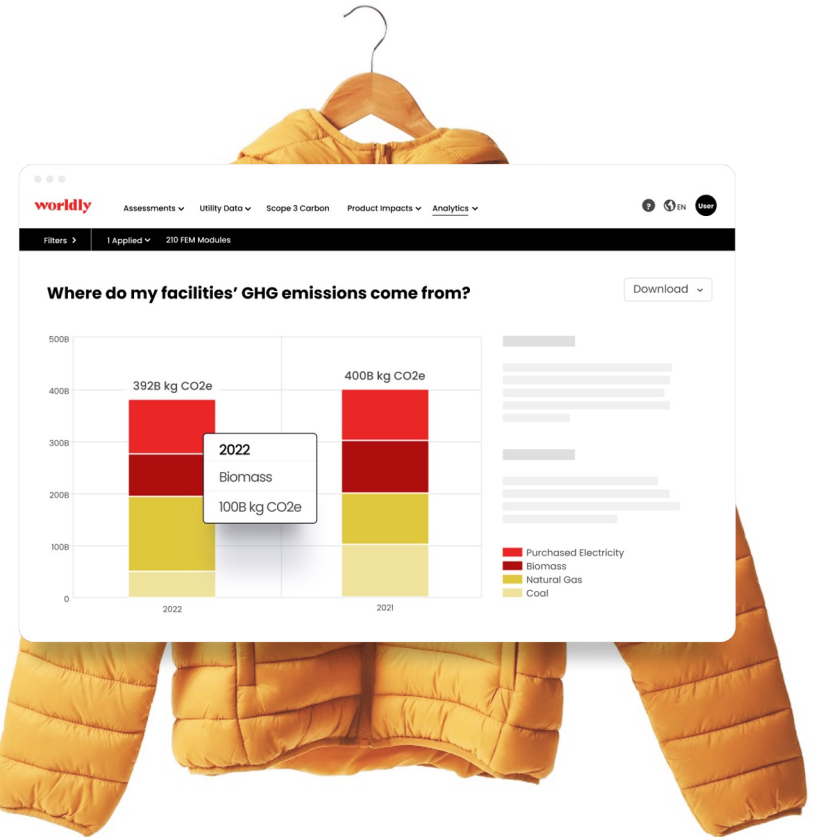 worldly
Assessments
Utility Data
Scope 3 Carbon
Product Impacts
Analytics
?
EN
User
Filters
1 Applied
210 FEM Modules
Where do my facilities’ GHG emissions come from?
Download
500B
400B
300B
200B
100B
0
392B kg CO2e
400B kg CO2e
2022
Biomass
100B kg CO2e
2022
2021
Purchased Electricity
Biomass
Natural Gas
Coal